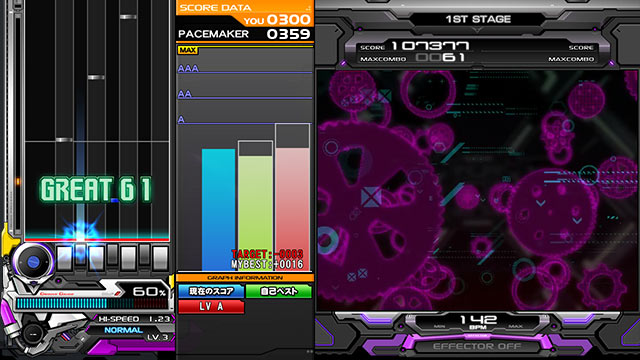 SCORE DATA
YOU 0300
PACEMAKER 0359
MAX
AAA
AA
A
TARGET:-0003
MYBEST:+0016
GRAPH INFORMATION
現在のスコア
自己ベスト
LV A
GREAT 61
60%
HI-SPEED 1.23
NORMAL
LV. 3
1ST STAGE
SCORE 107377 SCORE
MAXCOMBO 0061 MAXCOMBO
MIN 142 MAX
BPM
EFFECTOR OFF